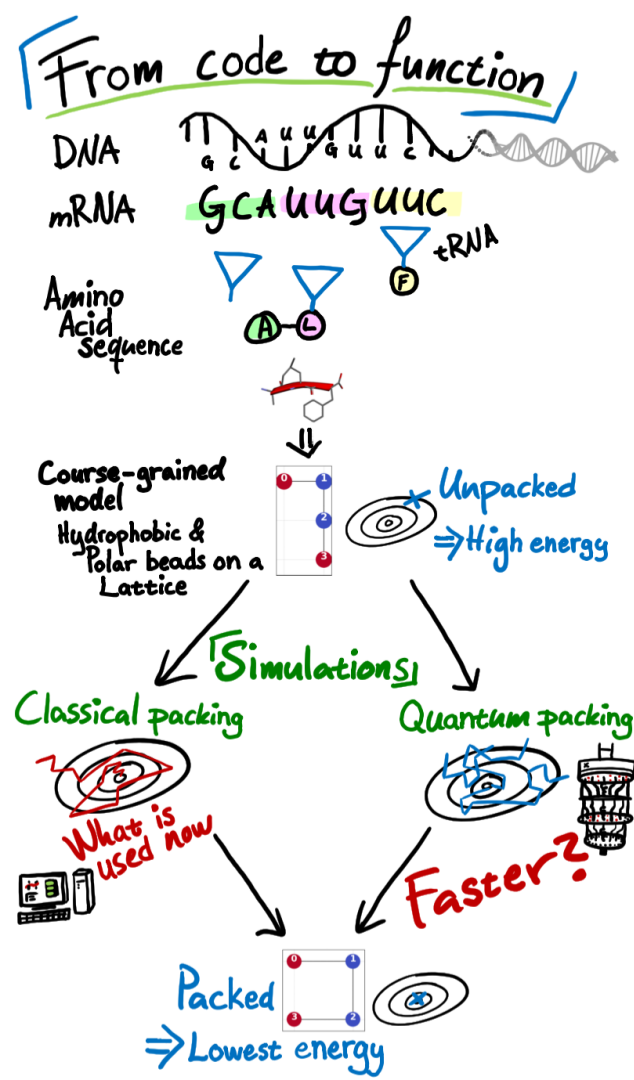 From code to function
DNA
G C A U U G U U C
mRNA
GCAUUGUUC
tRNA
F
Amino
Acid
sequence
A L
Course-grained
model
Hydrophobic &
Polar beads on a
Lattice
0 1
2
3
Unpacked
⇒ High energy
Simulations
Classical packing
Quantum packing
What is
used now
Faster?
0 1
3 2
Packed
⇒ Lowest energy